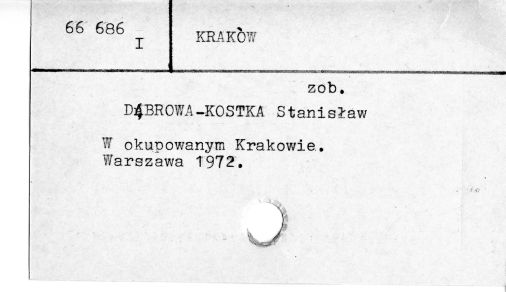 66 686
I
KRAKÓW
zob.
DĄBROWA-KOSTKA Stanisław
W okupowanym Krakowie.
Warszawa 1972.